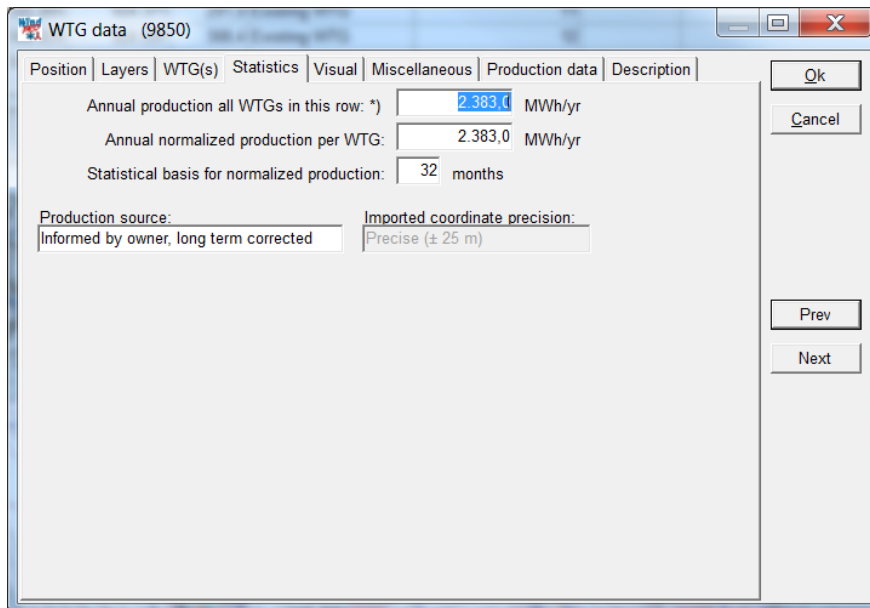 WTG data (9850)
Position Layers WTG(s) Statistics Visual Miscellaneous Production data Description
Ok
Annual production all WTGs in this row: *) 2.383,0 MWh/yr
Cancel
Annual normalized production per WTG: 2.383,0 MWh/yr
Statistical basis for normalized production: 32 months
Production source: Imported coordinate precision:
Informed by owner, long term corrected Precise (± 25 m)
Prev
Next